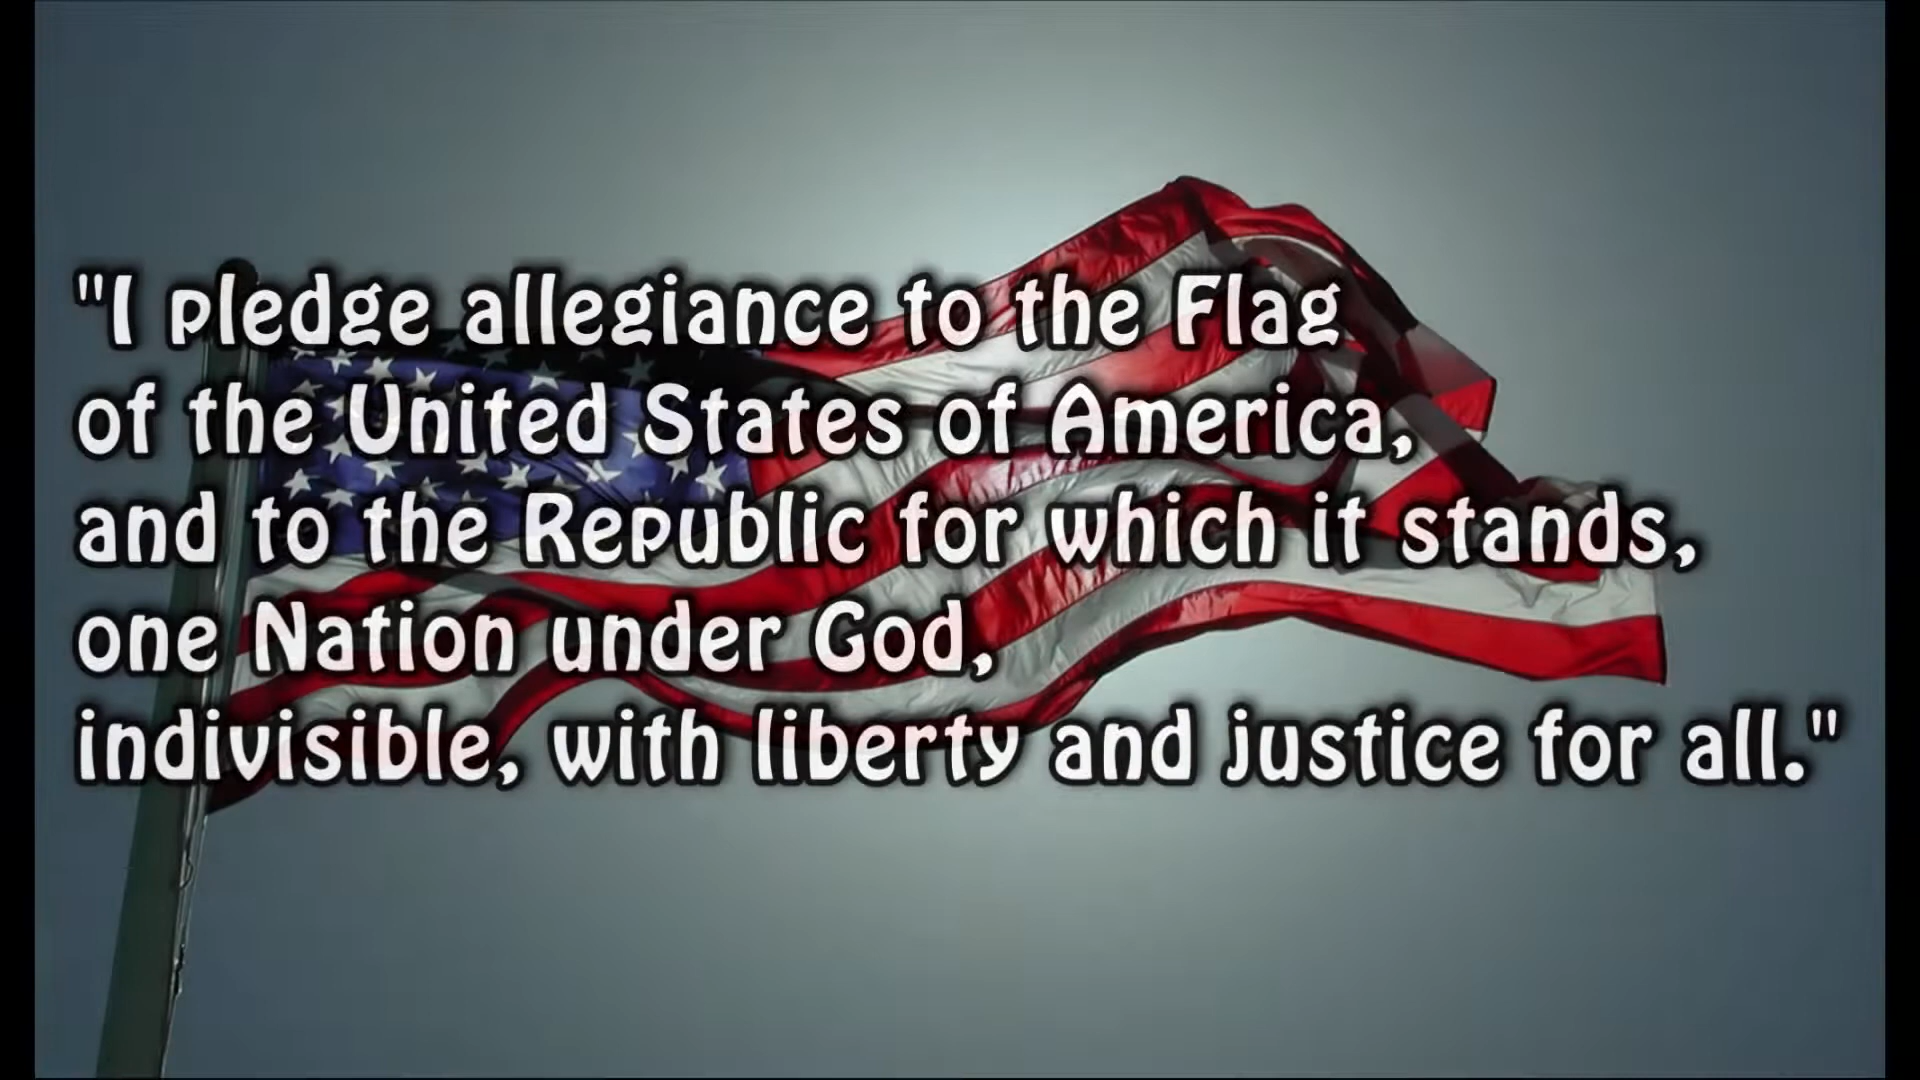 "I pledge allegiance to the Flag
of the United States of America,
and to the Republic for which it stands,
one Nation under God,
indivisible, with liberty and justice for all."